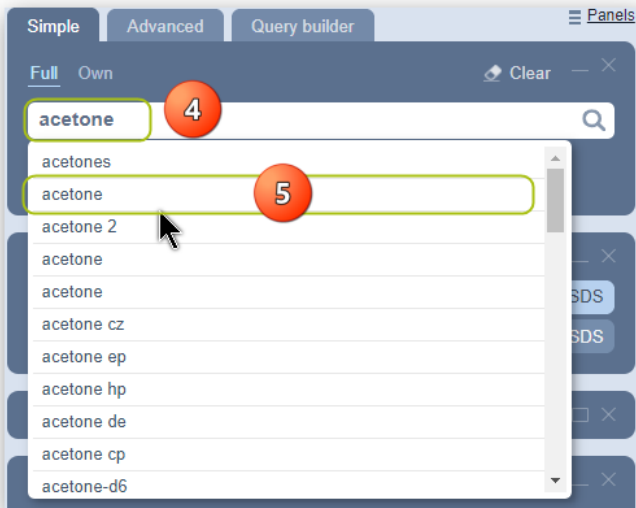 Simple Advanced Query builder Panels
Full Own Clear
acetone 4
acetones
acetone 5
acetone 2
acetone
acetone
acetone cz
acetone ep
acetone hp
acetone de
acetone cp
acetone-d6
SDS
SDS